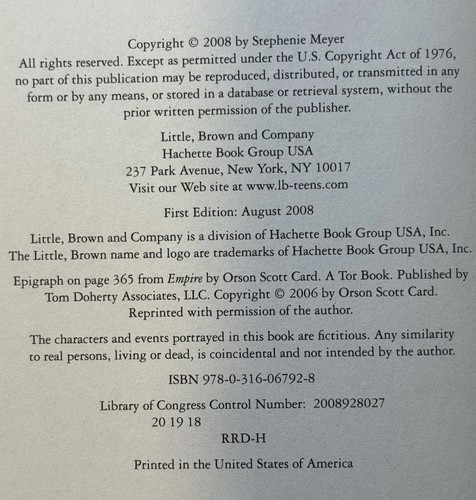 Copyright © 2008 by Stephenie Meyer
All rights reserved. Except as permitted under the U.S. Copyright Act of 1976,
no part of this publication may be reproduced, distributed, or transmitted in any
form or by any means, or stored in a database or retrieval system, without the
prior written permission of the publisher.
Little, Brown and Company
Hachette Book Group USA
237 Park Avenue, New York, NY 10017
Visit our Web site at www.lb-teens.com
First Edition: August 2008
Little, Brown and Company is a division of Hachette Book Group USA, Inc.
The Little, Brown name and logo are trademarks of Hachette Book Group USA, Inc.
Epigraph on page 365 from Empire by Orson Scott Card. A Tor Book. Published by
Tom Doherty Associates, LLC. Copyright © 2006 by Orson Scott Card.
Reprinted with permission of the author.
The characters and events portrayed in this book are fictitious. Any similarity
to real persons, living or dead, is coincidental and not intended by the author.
ISBN 978-0-316-06792-8
Library of Congress Control Number: 2008928027
20 19 18
RRD-H
Printed in the United States of America